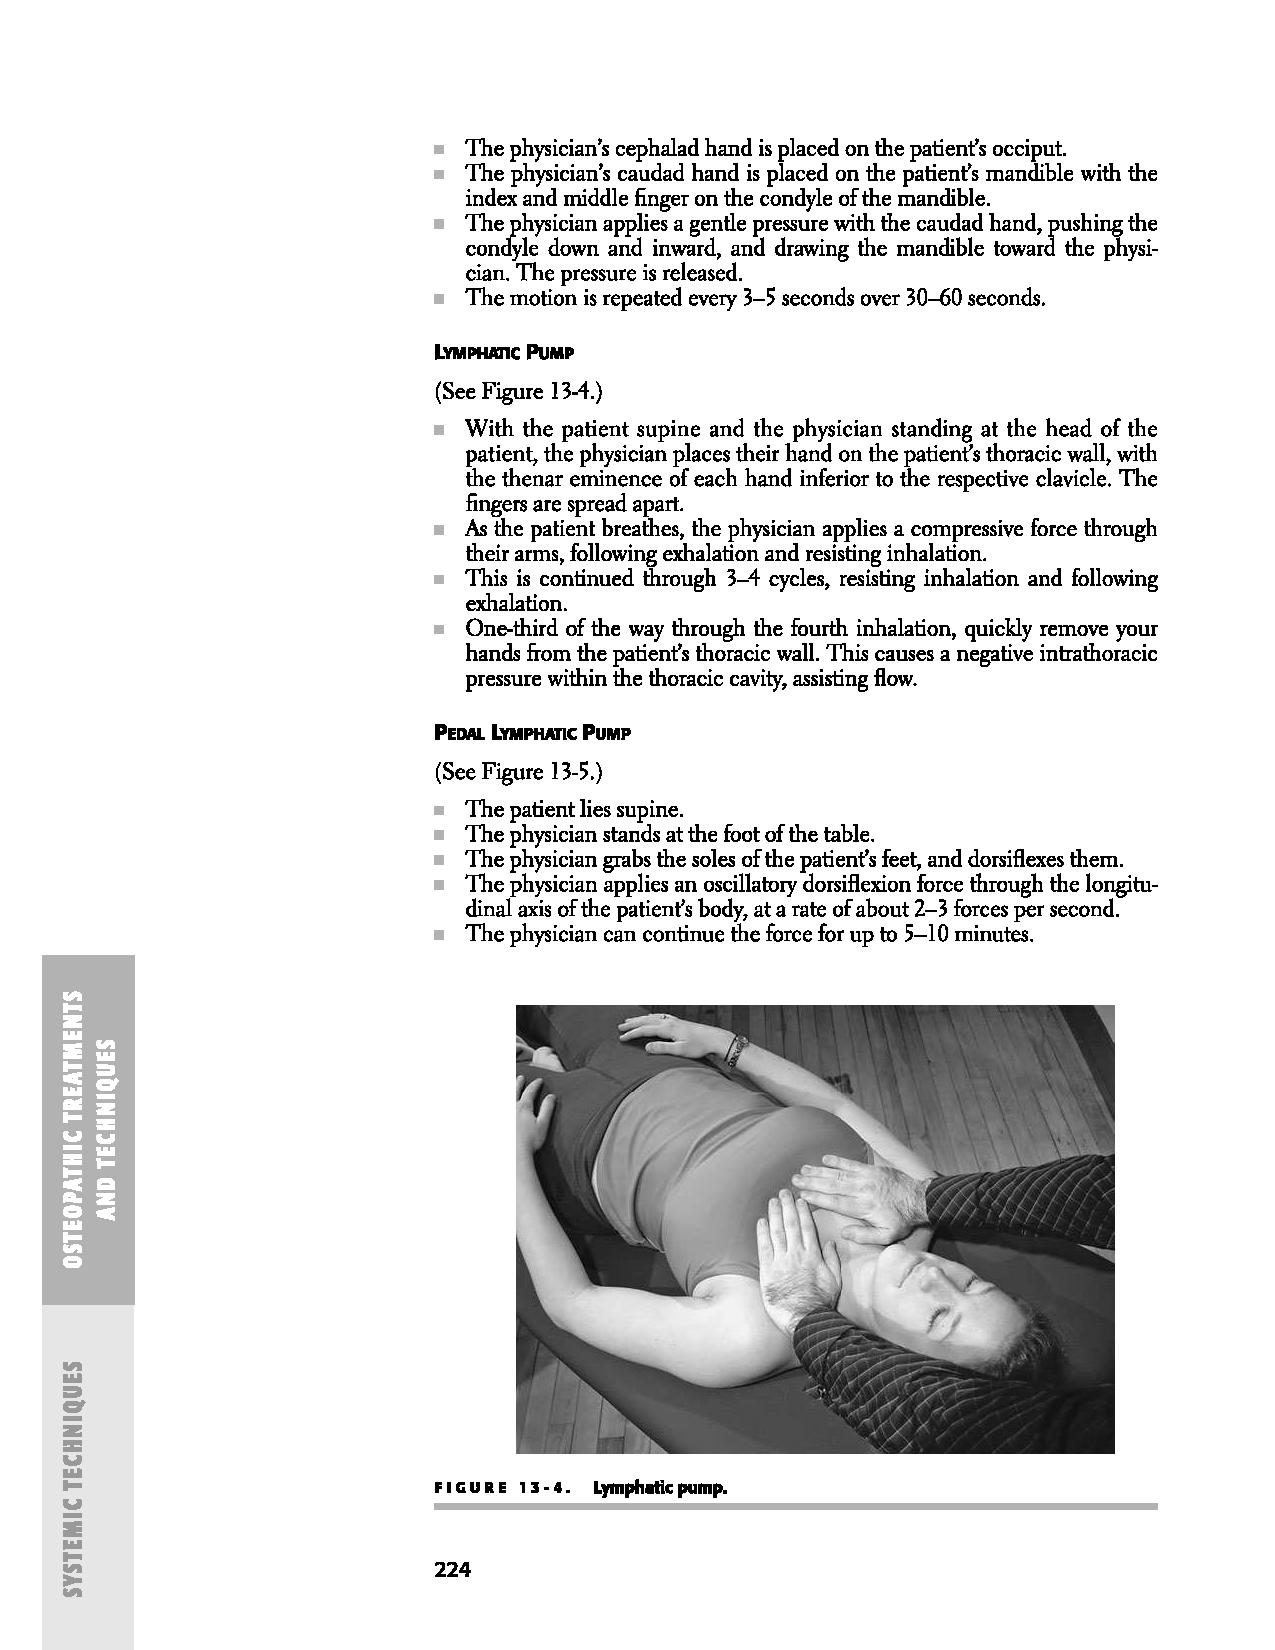 ■ The physician’s cephalad hand is placed on the patient’s occiput.
■ The physician’s caudad hand is placed on the patient’s mandible with the
index and middle finger on the condyle of the mandible.
■ The physician applies a gentle pressure with the caudad hand, pushing the
condyle down and inward, and drawing the mandible toward the physi-
cian. The pressure is released.
■ The motion is repeated every 3–5 seconds over 30–60 seconds.
LYMPHATIC PUMP
(See Figure 13-4.)
■ With the patient supine and the physician standing at the head of the
patient, the physician places their hand on the patient’s thoracic wall, with
the thenar eminence of each hand inferior to the respective clavicle. The
fingers are spread apart.
■ As the patient breathes, the physician applies a compressive force through
their arms, following exhalation and resisting inhalation.
■ This is continued through 3–4 cycles, resisting inhalation and following
exhalation.
■ One-third of the way through the fourth inhalation, quickly remove your
hands from the patient’s thoracic wall. This causes a negative intrathoracic
pressure within the thoracic cavity, assisting flow.
PEDAL LYMPHATIC PUMP
(See Figure 13-5.)
■ The patient lies supine.
■ The physician stands at the foot of the table.
■ The physician grabs the soles of the patient’s feet, and dorsiflexes them.
■ The physician applies an oscillatory dorsiflexion force through the longitu-
dinal axis of the patient’s body, at a rate of about 2–3 forces per second.
■ The physician can continue the force for up to 5–10 minutes.
OSTEOPATHIC TREATMENTS
AND TECHNIQUES
SYSTEMIC TECHNIQUES
FIGURE 13-4. Lymphatic pump.
224